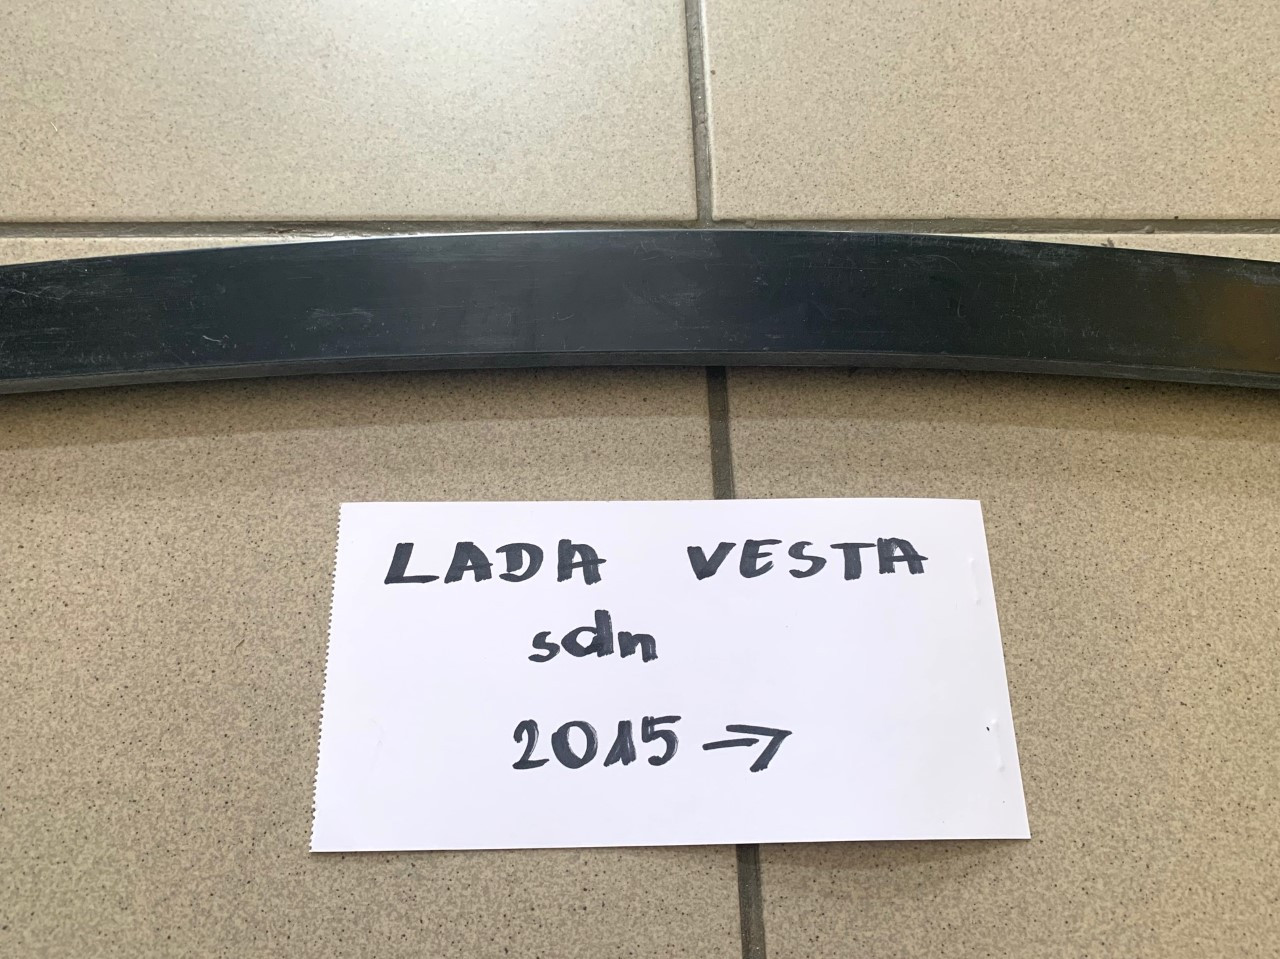 LADA VESTA
sdn
2015 →